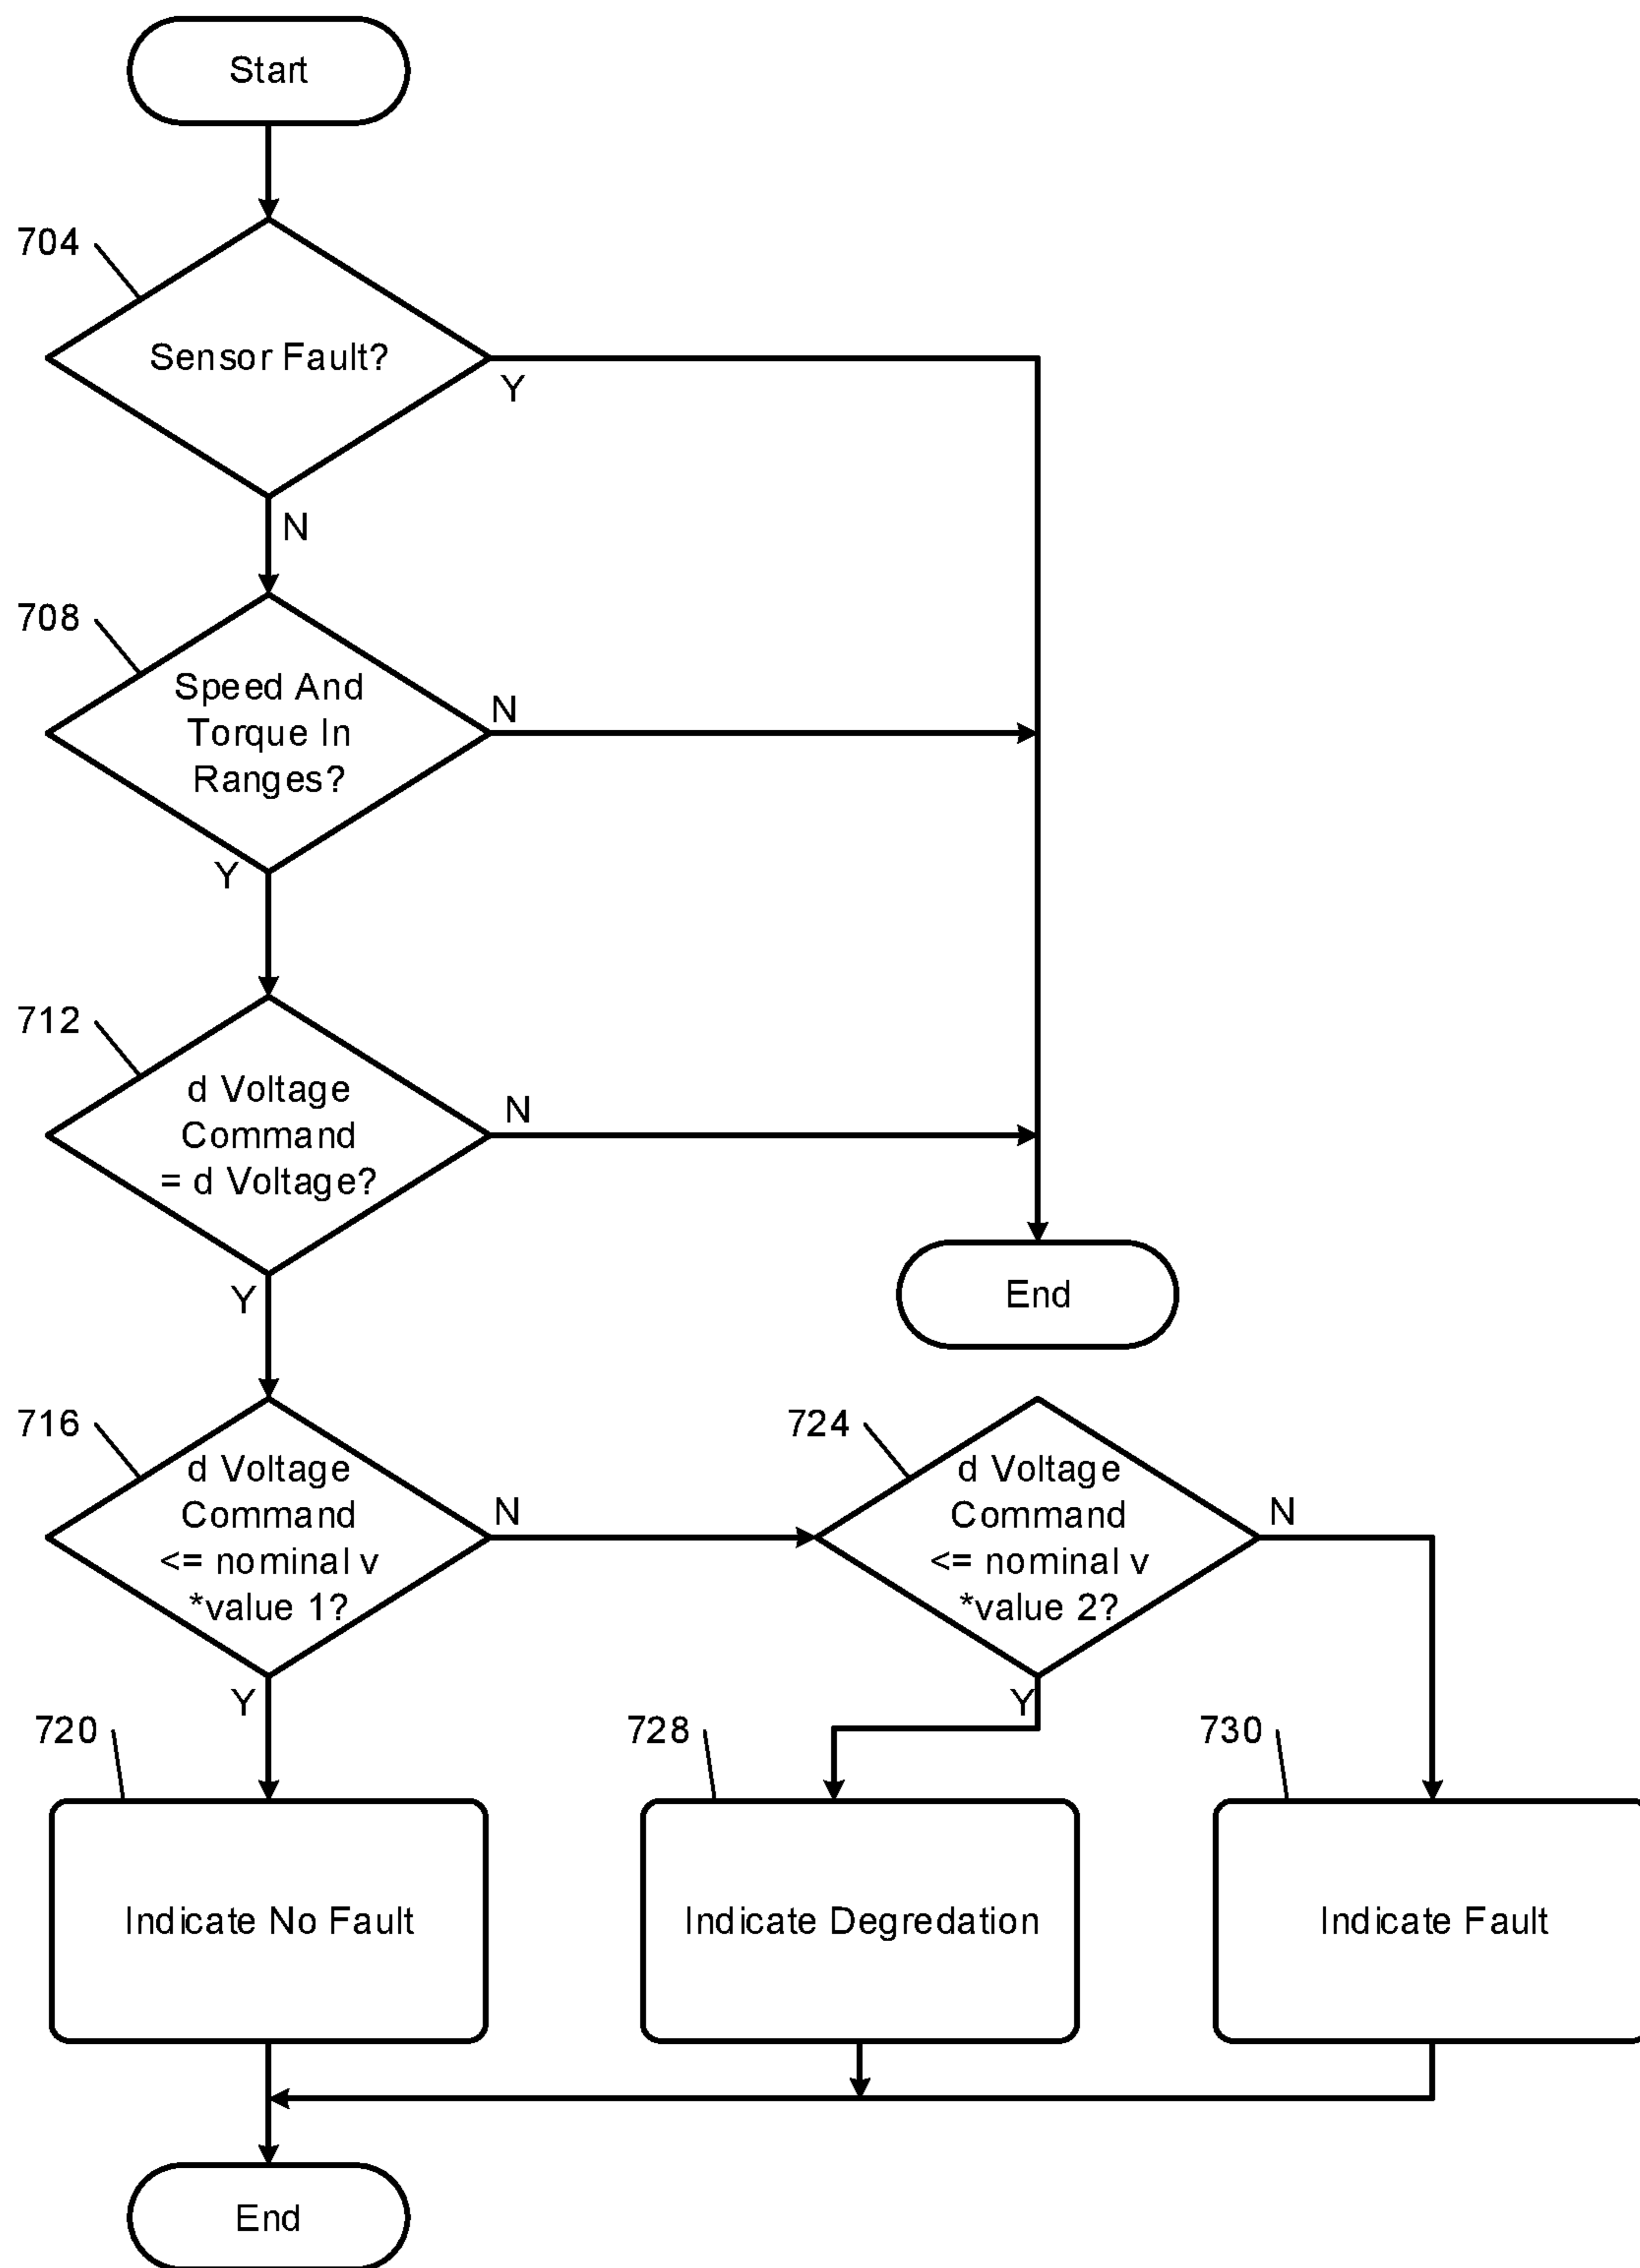 Start
704
Sensor Fault?
Y
N
708
Speed And
Torque In
Ranges?
N
Y
712
d Voltage
Command
= d Voltage?
N
Y
End
716
d Voltage
Command
<= nominal v
*value 1?
N
Y
724
d Voltage
Command
<= nominal v
*value 2?
N
Y
720
Indicate No Fault
728
Indicate Degredation
730
Indicate Fault
End